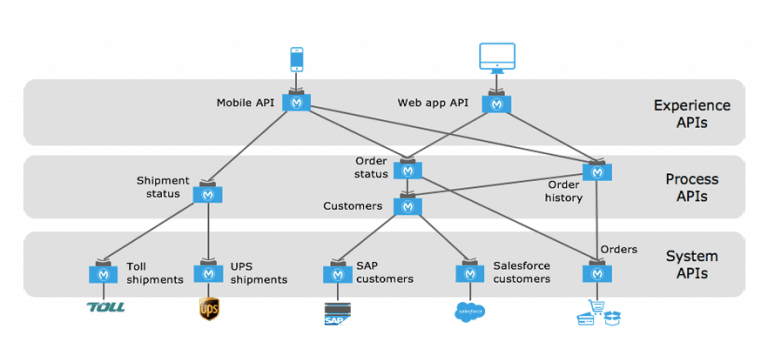 Mobile API
Web app API
Experience
APIs
Shipment
status
Order
status
Order
history
Customers
Process
APIs
Orders
Toll
shipments
UPS
shipments
SAP
customers
Salesforce
customers
System
APIs
TOLL
ups
SAP
salesforce